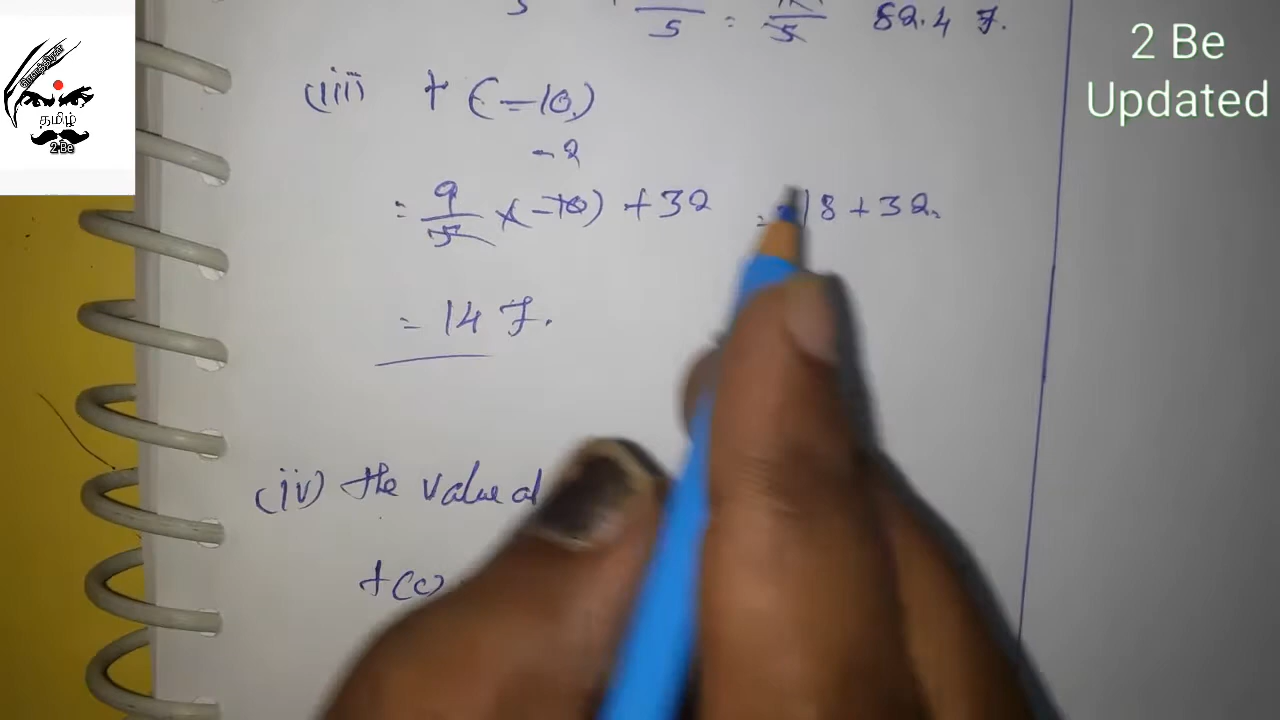 5 5 = 5 82.4 F.
(iii) t (-10)
-2
= 9/5 x (-10) + 32 = -18 + 32
= 14 F.
(iv) the value of
t(c)
2 Be
Updated
தமிழ்
2 Be